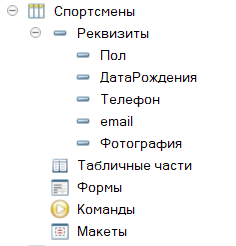 Спортсмены
Реквизиты
Пол
ДатаРождения
Телефон
email
Фотография
Табличные части
Формы
Команды
Макеты